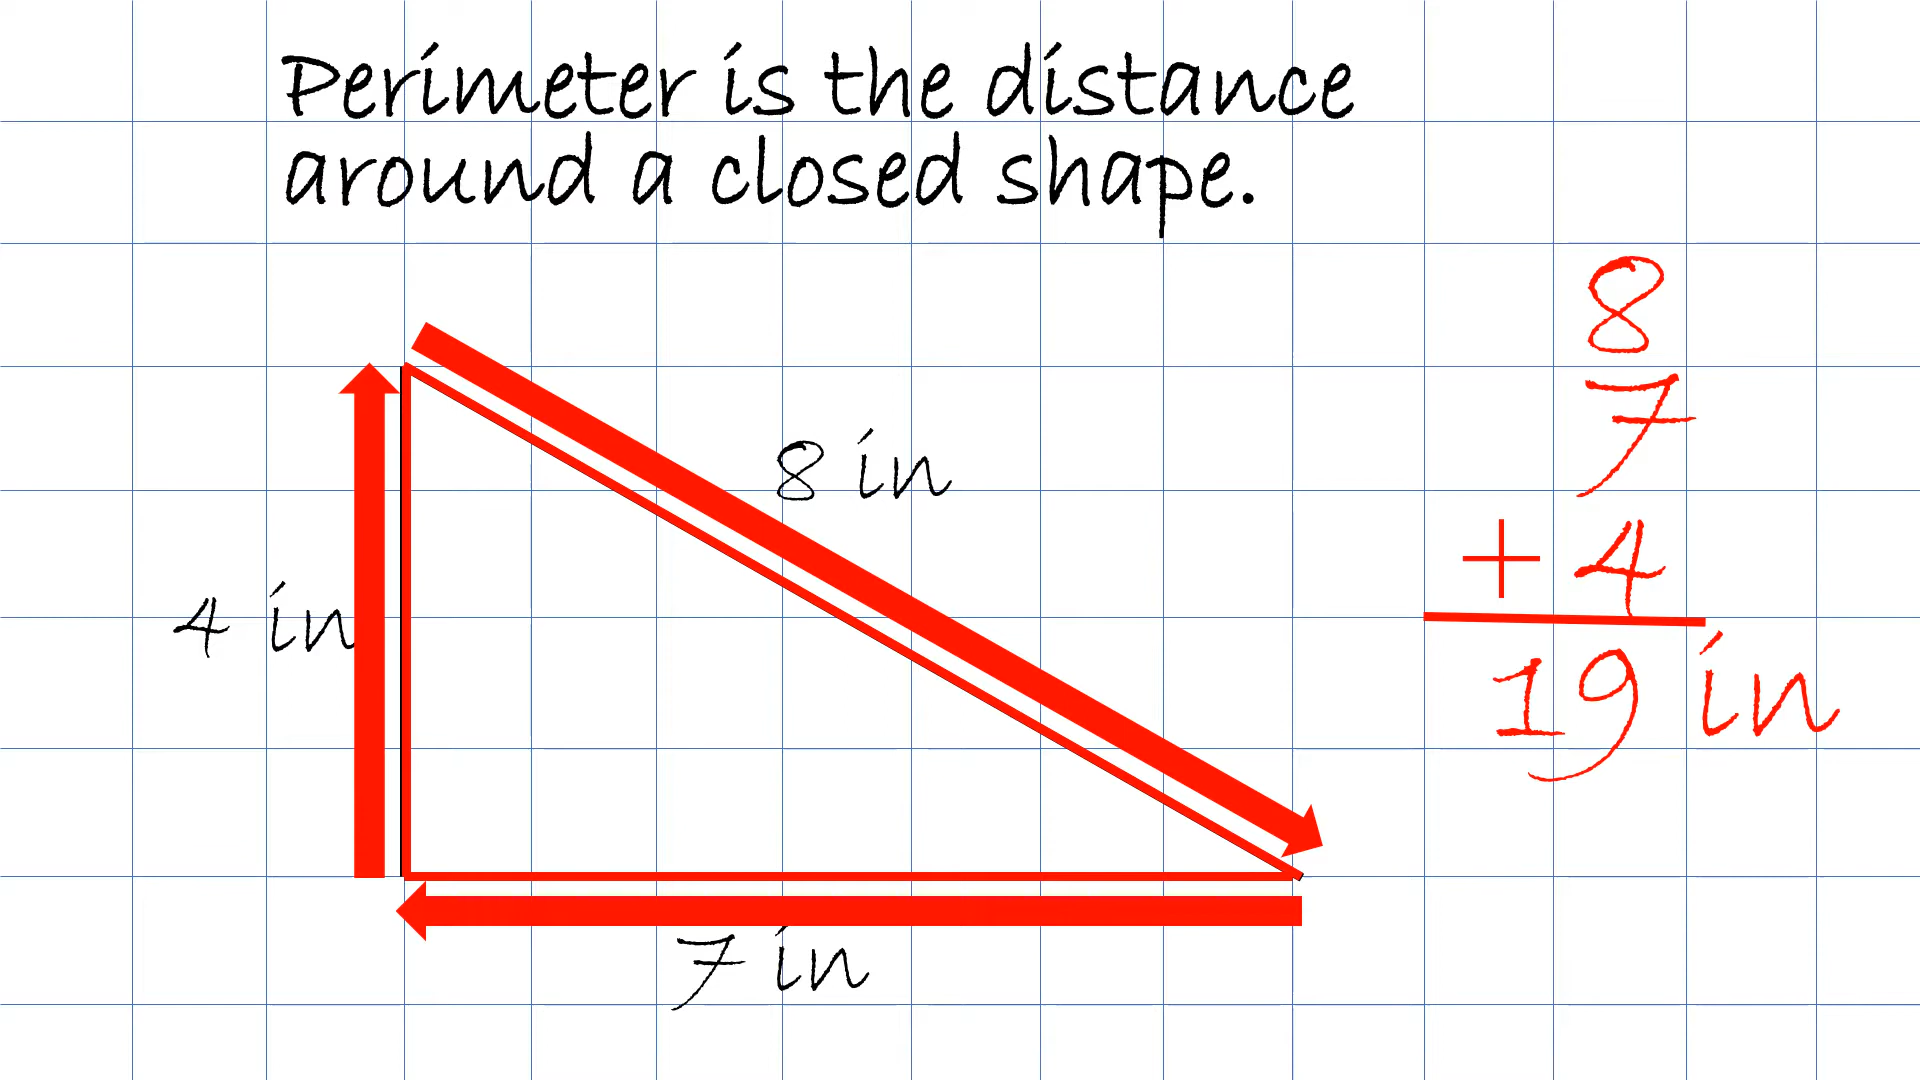 Perimeter is the distance
around a closed shape.
8
7
8 in
+ 4
4 in
19 in
7 in